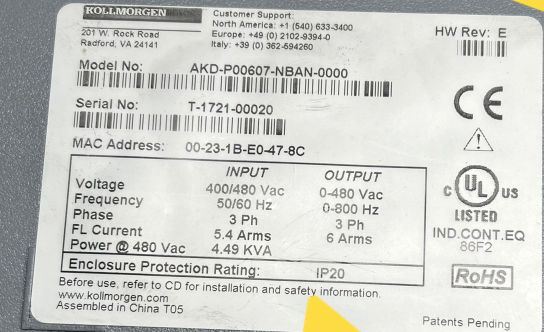 KOLLMORGEN
201 W. Rock Road
Radford, VA 24141
Customer Support:
North America: +1 (540) 633-3400
Europe: +49 (0) 2102-9394-0
Italy: +39 (0) 362-594260
HW Rev: E
Model No: AKD-P00607-NBAN-0000
Serial No: T-1721-00020
MAC Address: 00-23-1B-E0-47-8C
CE
INPUT OUTPUT
Voltage 400/480 Vac 0-480 Vac
Frequency 50/60 Hz 0-800 Hz
Phase 3 Ph 3 Ph
FL Current 5.4 Arms 6 Arms
Power @ 480 Vac 4.49 KVA
C UL US
LISTED
IND.CONT.EQ
86F2
Enclosure Protection Rating: IP20
RoHS
Before use, refer to CD for installation and safety information.
www.kollmorgen.com
Assembled in China T05
Patents Pending